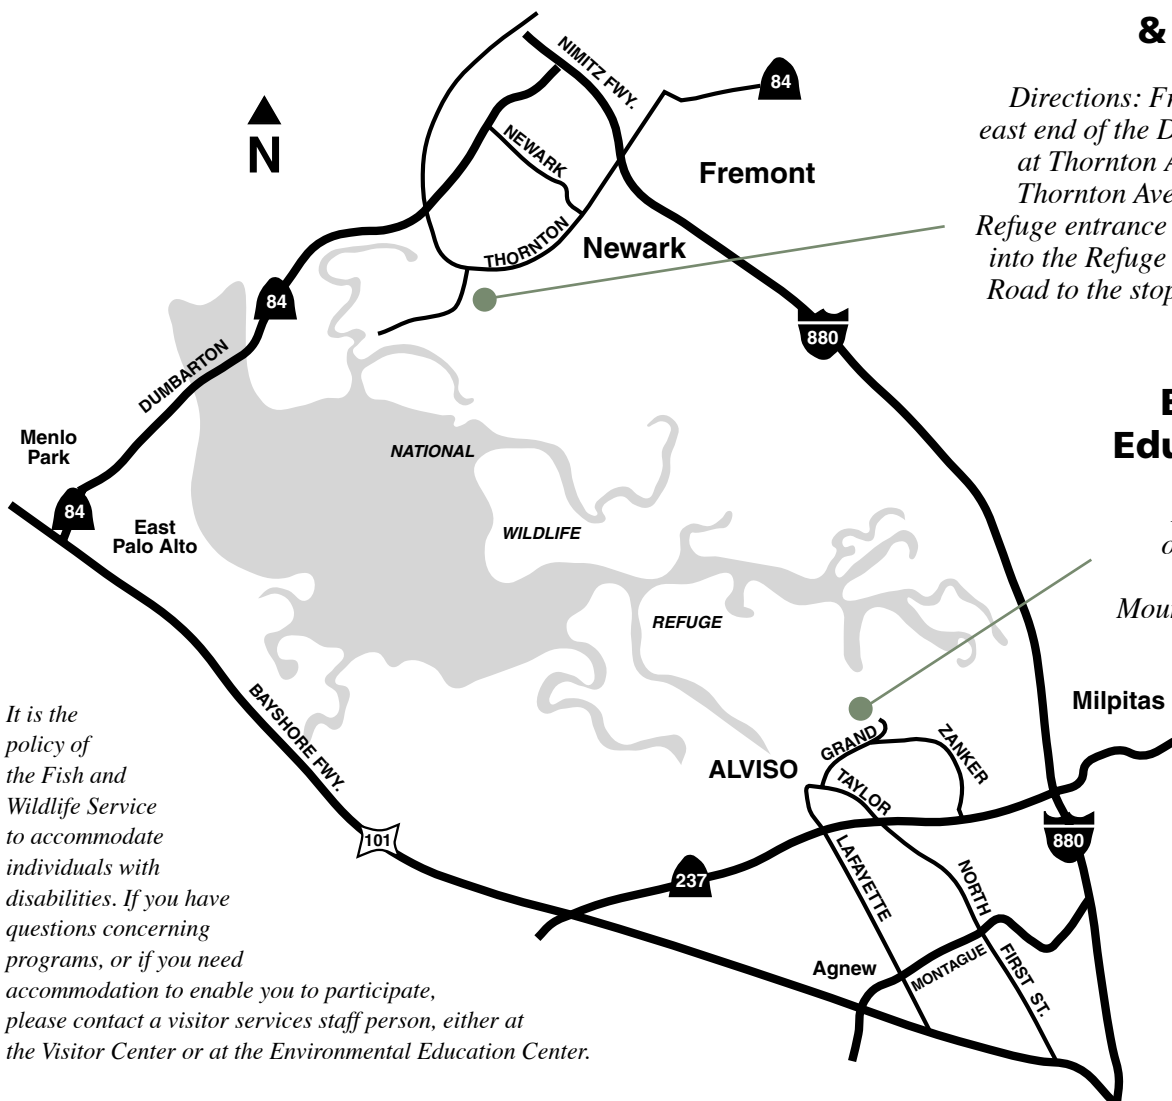 &
Directions: Fr
east end of the D
at Thornton A
Thornton Ave
Refuge entrance
into the Refuge
Road to the stop
N
NIMITZ FWY.
84
NEWARK
Fremont
THORNTON
Newark
84
880
DUMBARTON
Menlo
Park
NATIONAL
84
East
Palo Alto
WILDLIFE
E
Edu
o
REFUGE
Mou
BAYSHORE FWY.
Milpitas
GRAND
ZANKER
ALVISO
TAYLOR
101
880
237
LAFAYETTE
NORTH
FIRST ST.
Agnew
MONTAGUE
It is the
policy of
the Fish and
Wildlife Service
to accommodate
individuals with
disabilities. If you have
questions concerning
programs, or if you need
accommodation to enable you to participate,
please contact a visitor services staff person, either at
the Visitor Center or at the Environmental Education Center.